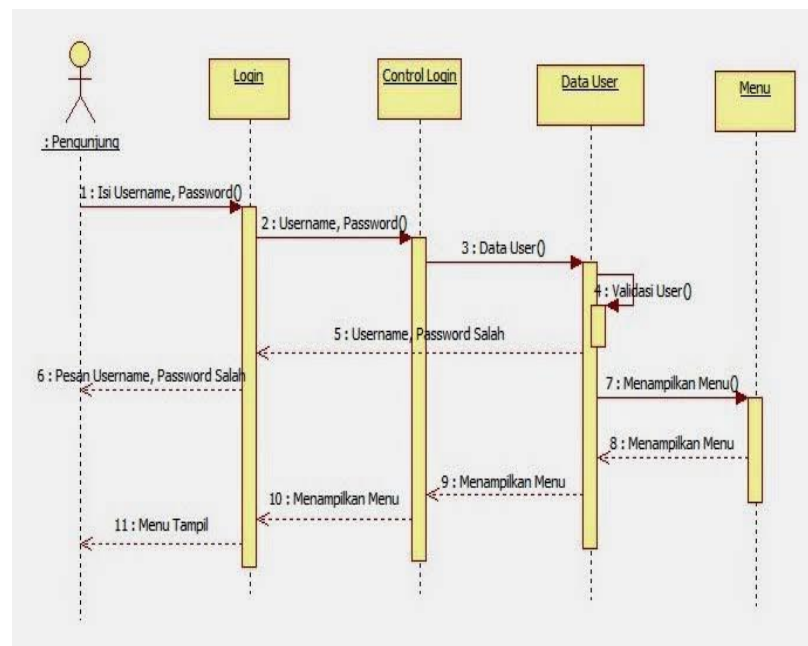 Login
Control Login
Data User
Menu
: Pengunjung
1 : Isi Username, Password()
2 : Username, Password()
3 : Data User()
4 : Validasi User()
5 : Username, Password Salah
6 : Pesan Username, Password Salah
7 : Menampilkan Menu()
8 : Menampilkan Menu
9 : Menampilkan Menu
10 : Menampilkan Menu
11 : Menu Tampil